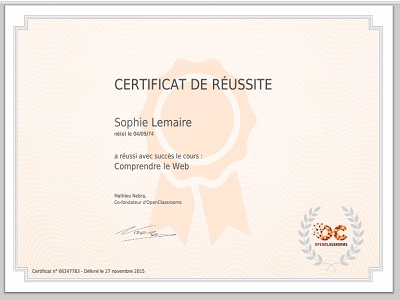 CERTIFICAT DE RÉUSSITE
Sophie Lemaire
né(e) le 04/09/74
a réussi avec succès le cours :
Comprendre le Web
Mathieu Nebra,
Co-fondateur d'OpenClassrooms
OC
OPENCLASSROOMS
Certificat n° 66347783 - Délivré le 27 novembre 2015